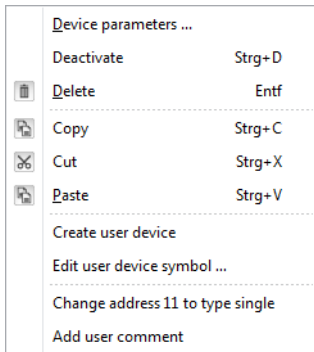 Device parameters ...
Deactivate Strg+D
Delete Entf
Copy Strg+C
Cut Strg+X
Paste Strg+V
Create user device
Edit user device symbol ...
Change address 11 to type single
Add user comment